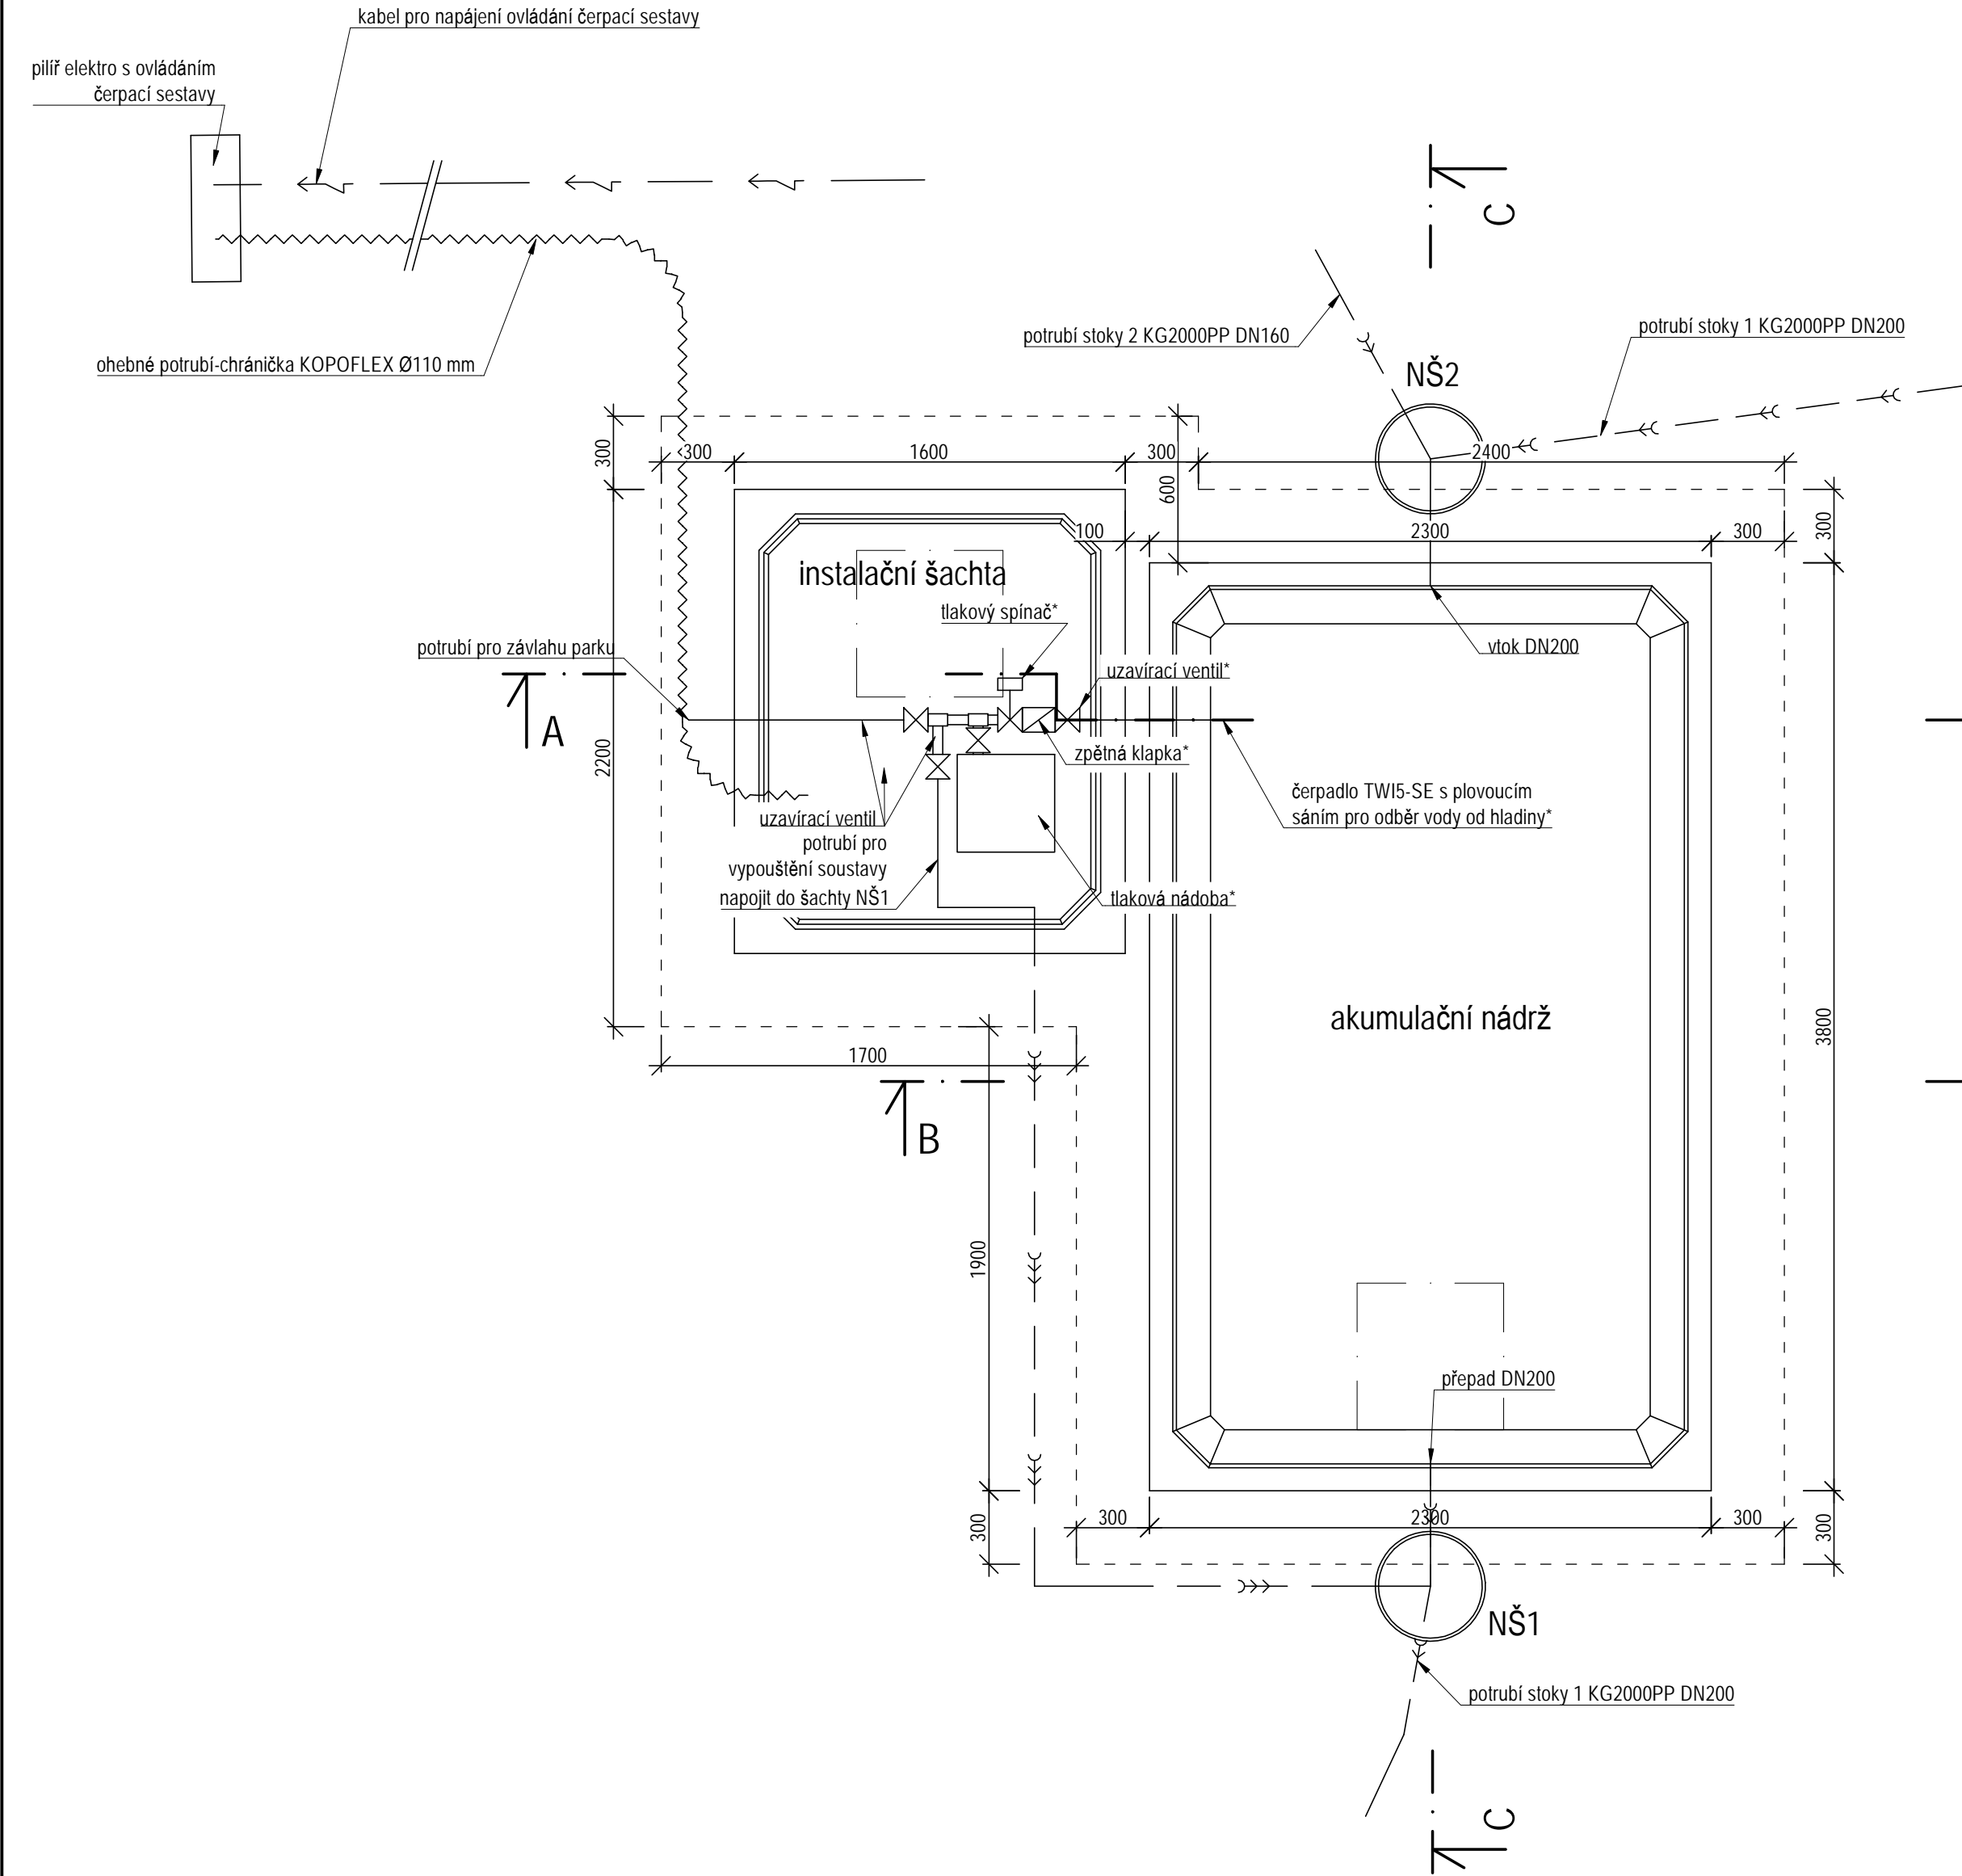 kabel pro napájení ovládání čerpací sestavy
pilíř elektro s ovládáním
čerpací sestavy
C
potrubí stoky 1 KG2000PP DN200
potrubí stoky 2 KG2000PP DN160
ohebné potrubí-chránička KOPOFLEX Ø110 mm
NŠ2
300
300
1600
300
2400
600
300
100
2300
300
instalační šachta
tlakový spínač*
potrubí pro závlahu parku
vtok DN200
uzavírací ventil*
A
zpětná klapka*
2200
čerpadlo TWI5-SE s plovoucím
sáním pro odběr vody od hladiny*
uzavírací ventil
potrubí pro
vypouštění soustavy
napojit do šachty NŠ1
tlaková nádoba*
akumulační nádrž
3800
1700
B
1900
přepad DN200
300
300
2300
300
300
NŠ1
potrubí stoky 1 KG2000PP DN200
C